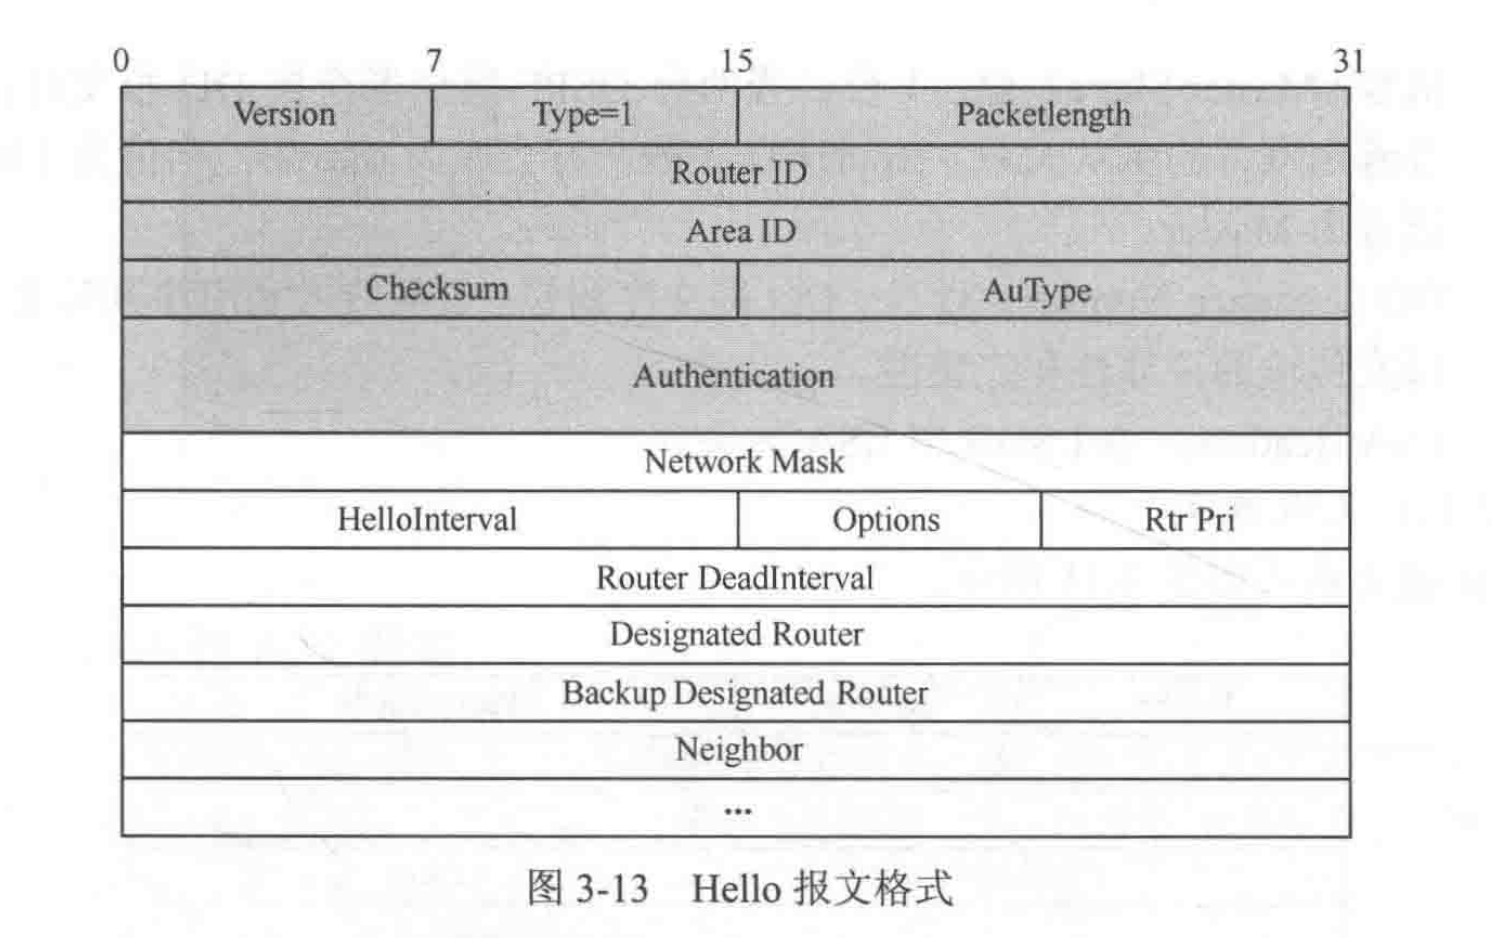 0 7 15 31
Version Type=1 Packetlength
Router ID
Area ID
Checksum AuType
Authentication
Network Mask
HelloInterval Options Rtr Pri
Router DeadInterval
Designated Router
Backup Designated Router
Neighbor
...
图 3-13 Hello 报文格式